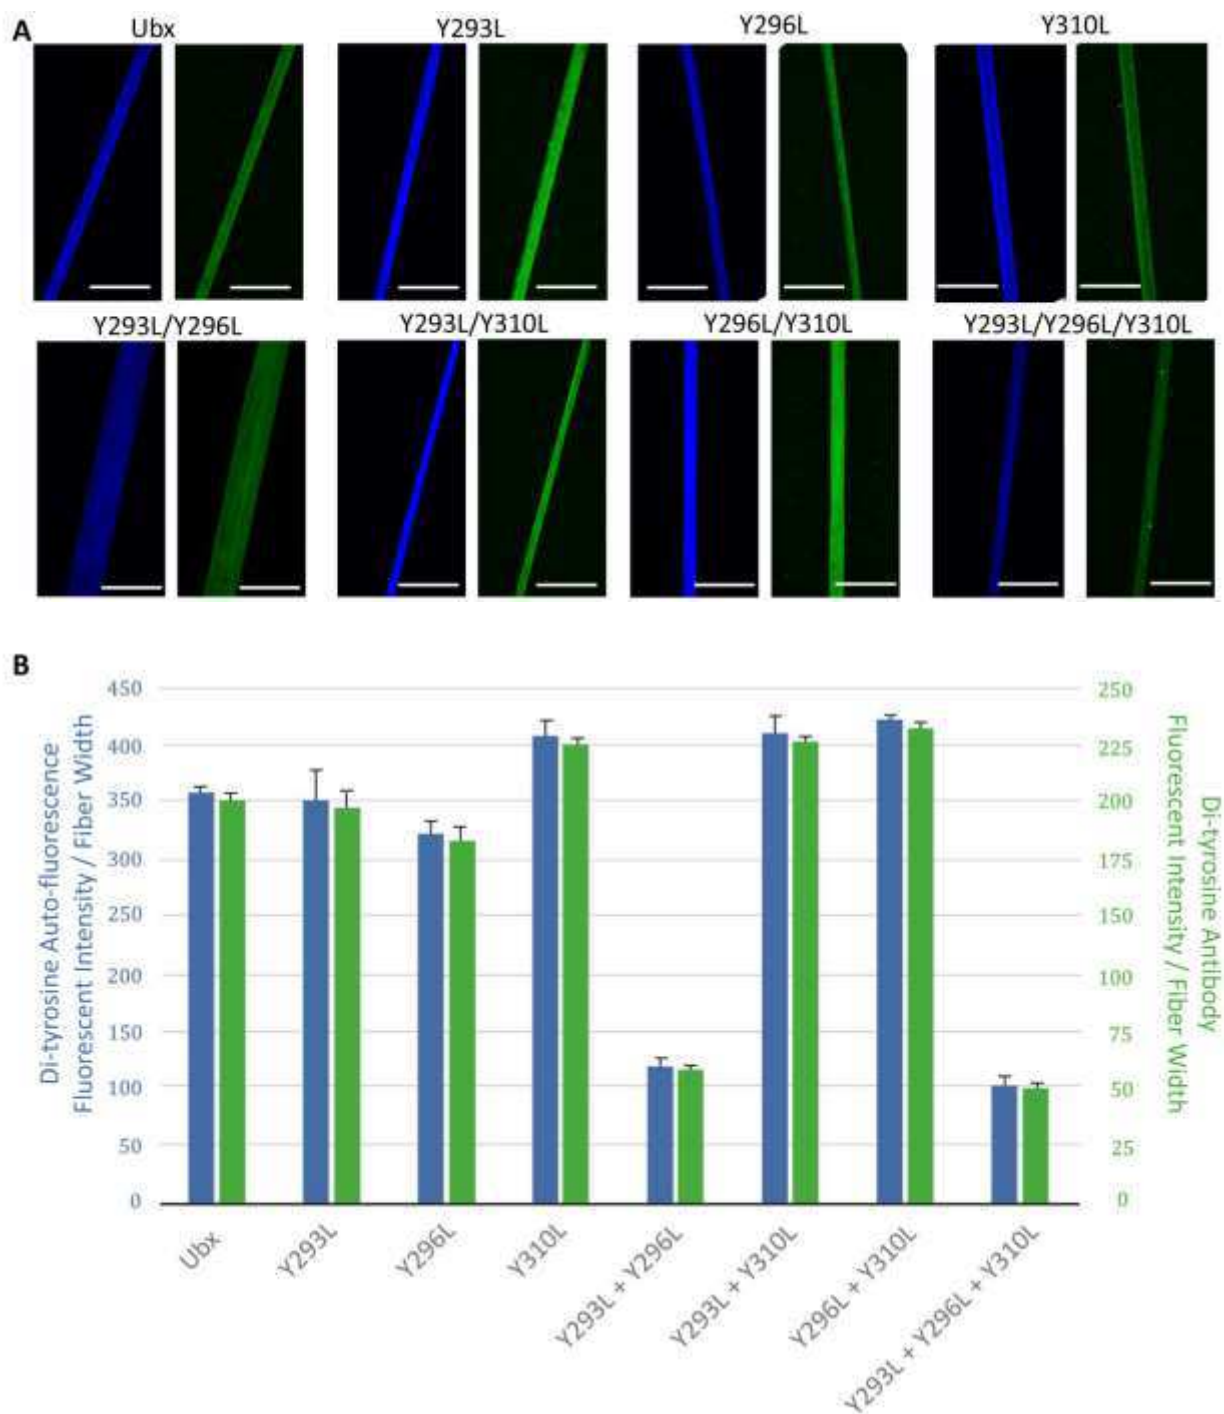 A
Ubx
Y293L
Y296L
Y310L
Y293L/Y296L
Y293L/Y310L
Y296L/Y310L
Y293L/Y296L/Y310L
B
Di-tyrosine Auto-fluorescence
Fluorescent Intensity / Fiber Width
450
400
350
300
250
200
150
100
50
0
250
225
200
175
150
100
75
50
25
0
Di-tyrosine Antibody
Fluorescent Intensity / Fiber Width
Ubx
Y293L
Y296L
Y310L
Y293L + Y296L
Y293L + Y310L
Y296L + Y310L
Y293L + Y296L + Y310L